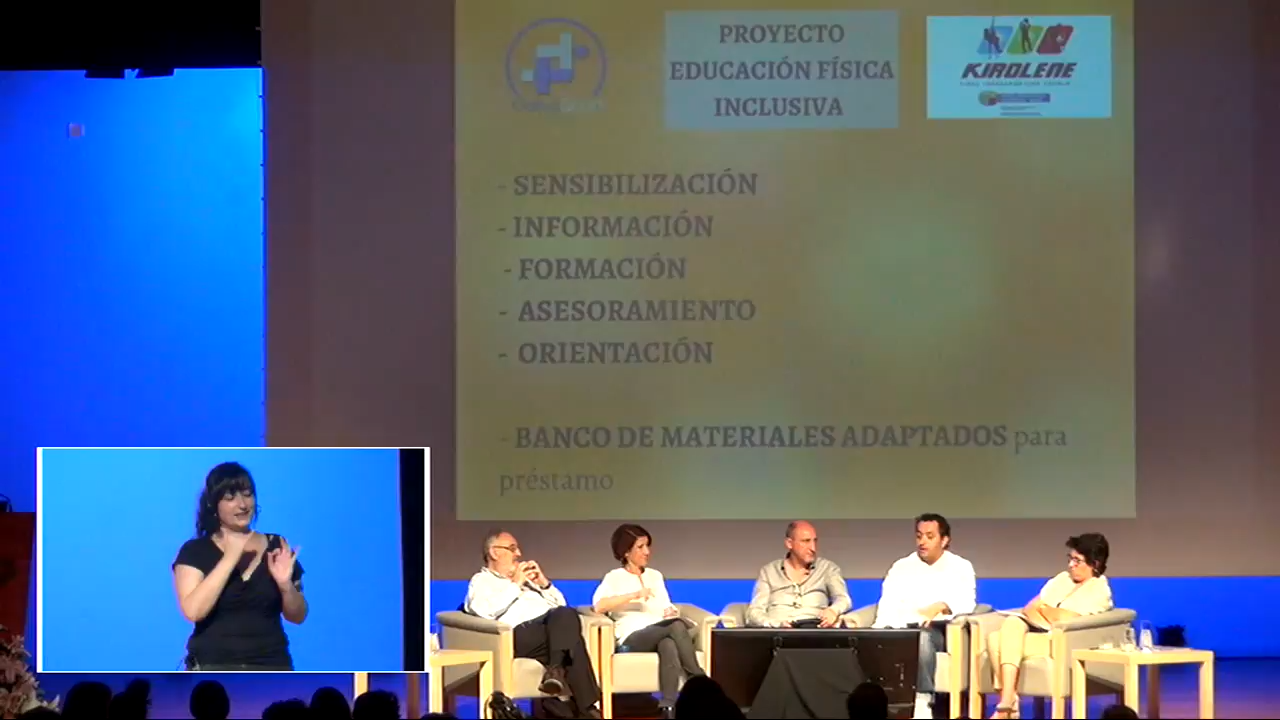 PROYECTO
EDUCACIÓN FÍSICA
INCLUSIVA
KIROLENE
- SENSIBILIZACIÓN
- INFORMACIÓN
- FORMACIÓN
- ASESORAMIENTO
- ORIENTACIÓN
- BANCO DE MATERIALES ADAPTADOS para
préstamo